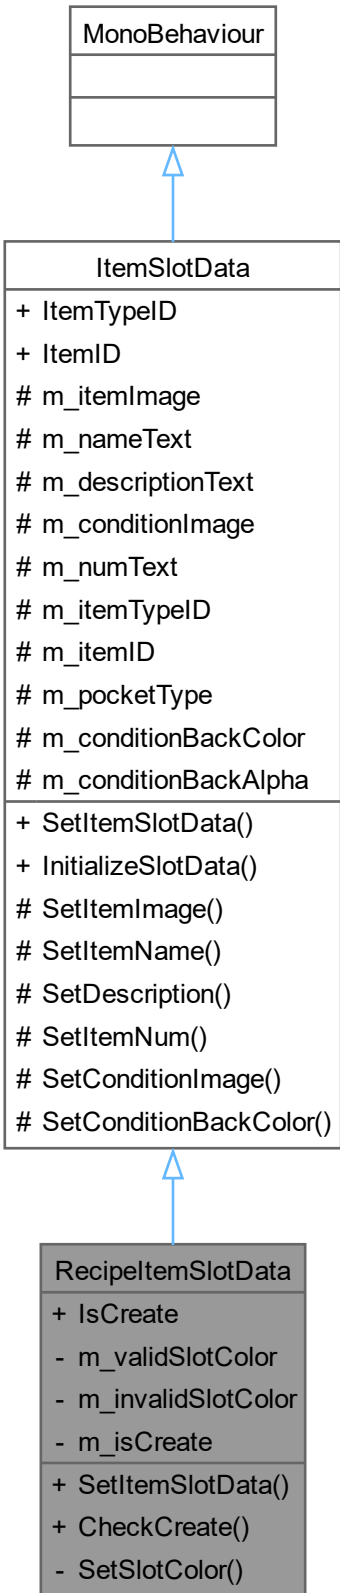 MonoBehaviour
ItemSlotData
+ ItemTypeID
+ ItemID
# m_itemImage
# m_nameText
# m_descriptionText
# m_conditionImage
# m_numText
# m_itemTypeID
# m_itemID
# m_pocketType
# m_conditionBackColor
# m_conditionBackAlpha
+ SetItemSlotData()
+ InitializeSlotData()
# SetItemImage()
# SetItemName()
# SetDescription()
# SetItemNum()
# SetConditionImage()
# SetConditionBackColor()
RecipeItemSlotData
+ IsCreate
- m_validSlotColor
- m_invalidSlotColor
- m_isCreate
+ SetItemSlotData()
+ CheckCreate()
- SetSlotColor()